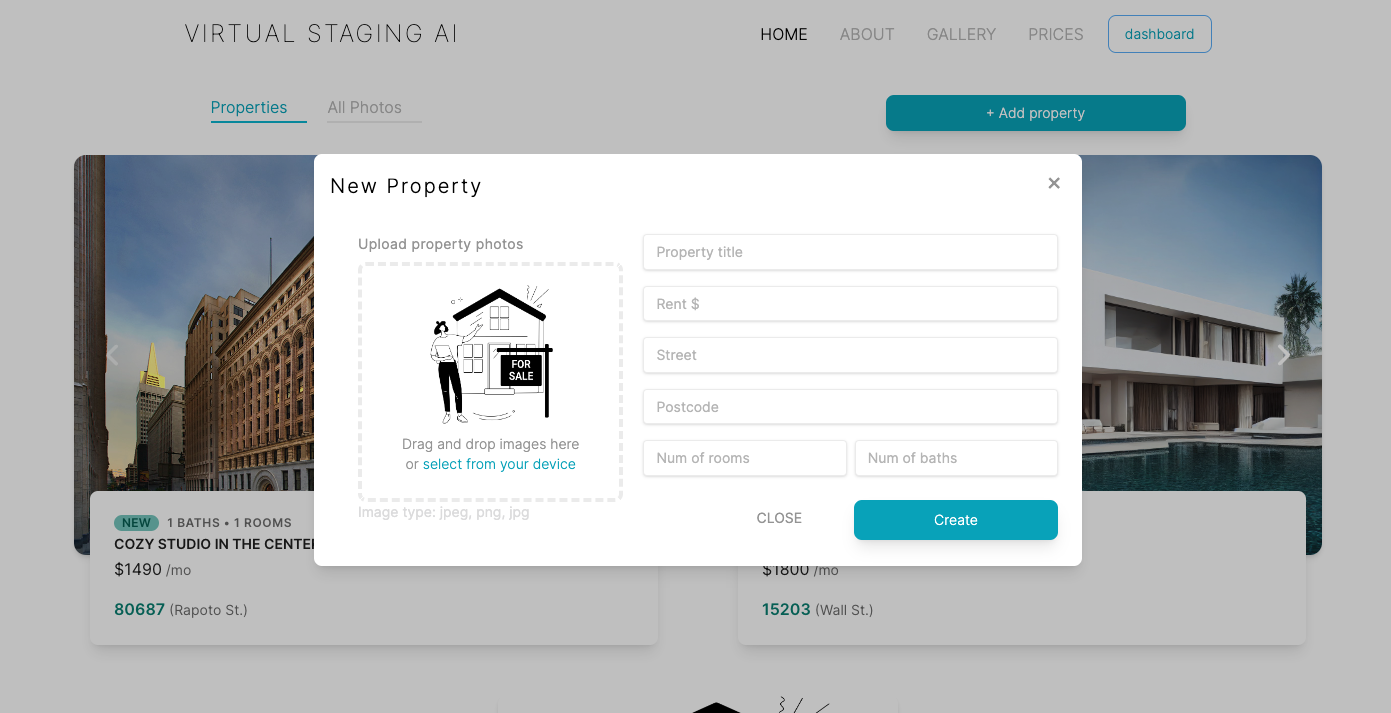 VIRTUAL STAGING AI
HOME ABOUT GALLERY PRICES dashboard
Properties All Photos + Add property
New Property ×
Upload property photos
FOR
SALE
Drag and drop images here
or select from your device
Image type: jpeg, png, jpg
Property title
Rent $
Street
Postcode
Num of rooms Num of baths
CLOSE Create
NEW 1 BATHS • 1 ROOMS
COZY STUDIO IN THE CENTER
$1490 /mo
80687 (Rapoto St.)
$1800 /mo
15203 (Wall St.)